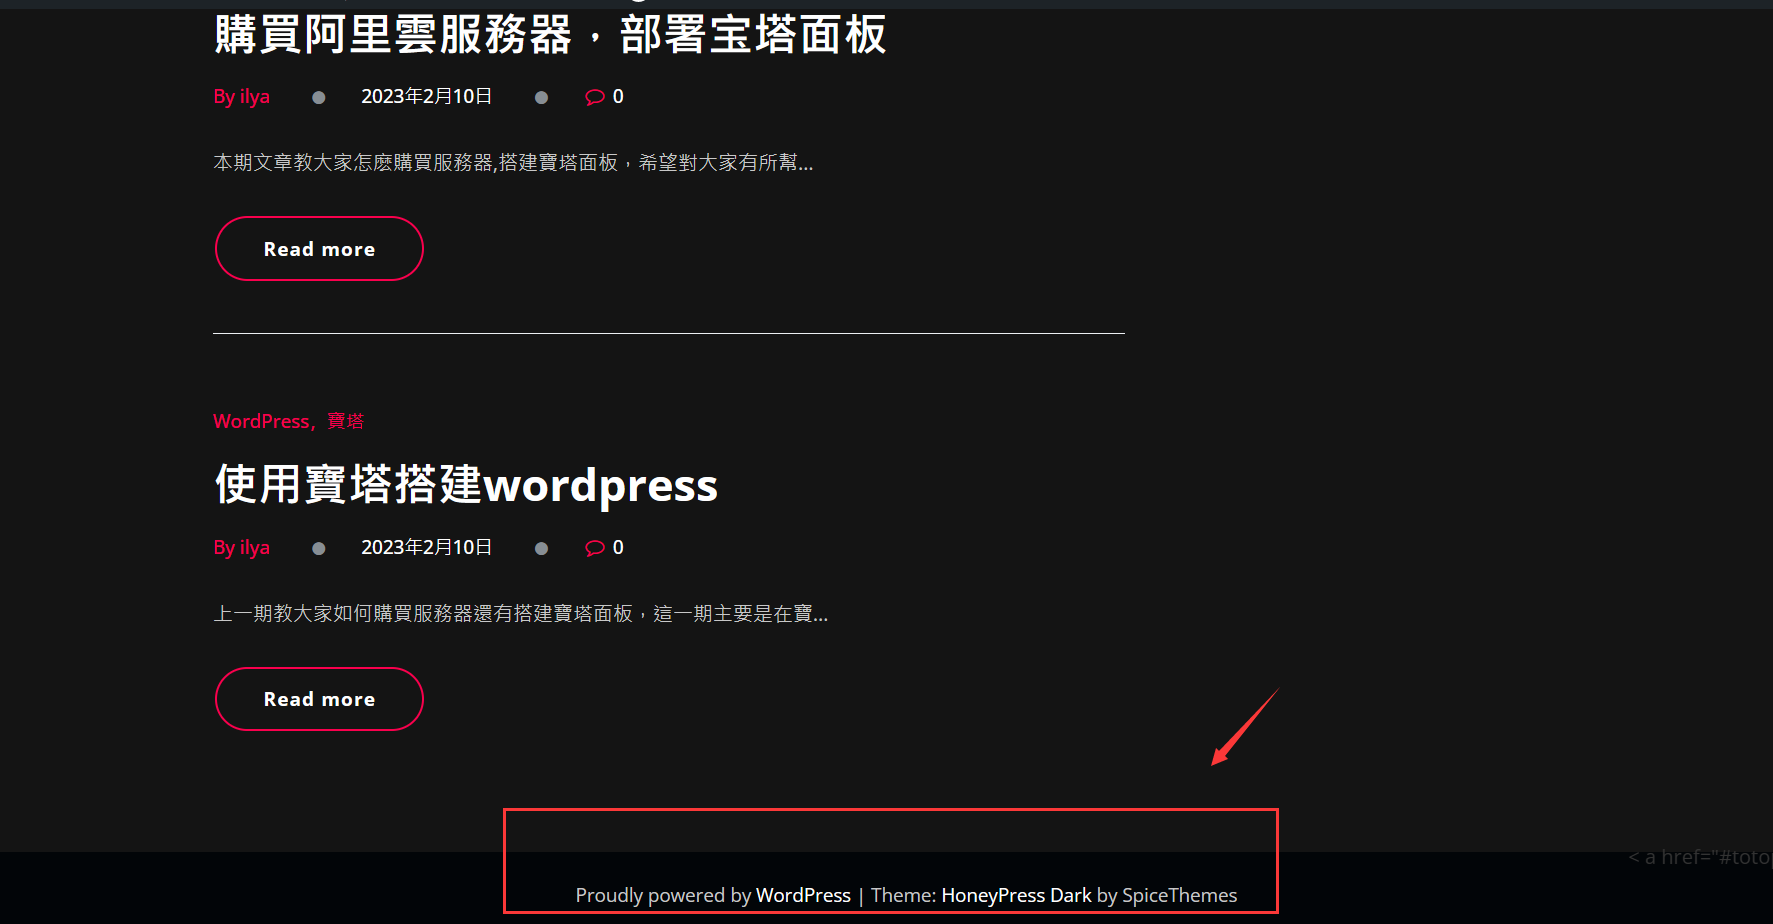 購買阿里雲服務器，部署宝塔面板
By ilya ● 2023年2月10日 ● 0
本期文章教大家怎麽購買服務器,搭建寶塔面板，希望對大家有所幫...
Read more
WordPress, 寶塔
使用寶塔搭建wordpress
By ilya ● 2023年2月10日 ● 0
上一期教大家如何購買服務器還有搭建寶塔面板，這一期主要是在寶...
Read more
< a href="#totop
Proudly powered by WordPress | Theme: HoneyPress Dark by SpiceThemes